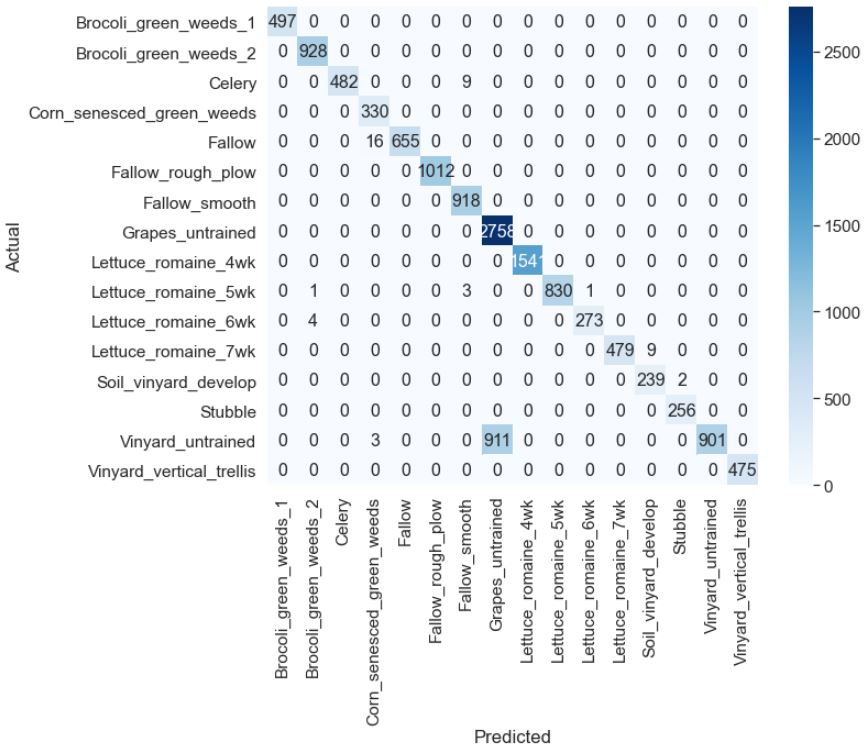 Brocoli_green_weeds_1 497 0 0 0 0 0 0 0 0 0 0 0 0 0 0 0
Brocoli_green_weeds_2 0 928 0 0 0 0 0 0 0 0 0 0 0 0 0 0
Celery 0 0 482 0 0 0 9 0 0 0 0 0 0 0 0 0
Corn_senesced_green_weeds 0 0 0 330 0 0 0 0 0 0 0 0 0 0 0 0
Fallow 0 0 0 16 655 0 0 0 0 0 0 0 0 0 0 0
Fallow_rough_plow 0 0 0 0 0 1012 0 0 0 0 0 0 0 0 0 0
Fallow_smooth 0 0 0 0 0 0 918 0 0 0 0 0 0 0 0 0
Grapes_untrained 0 0 0 0 0 0 0 2758 0 0 0 0 0 0 0 0
Lettuce_romaine_4wk 0 0 0 0 0 0 0 0 1541 0 0 0 0 0 0 0
Lettuce_romaine_5wk 0 1 0 0 0 0 3 0 0 830 1 0 0 0 0 0
Lettuce_romaine_6wk 0 4 0 0 0 0 0 0 0 0 273 0 0 0 0 0
Lettuce_romaine_7wk 0 0 0 0 0 0 0 0 0 0 0 479 9 0 0 0
Soil_vinyard_develop 0 0 0 0 0 0 0 0 0 0 0 0 239 2 0 0
Stubble 0 0 0 0 0 0 0 0 0 0 0 0 0 256 0 0
Vinyard_untrained 0 0 0 3 0 0 0 911 0 0 0 0 0 0 901 0
Vinyard_vertical_trellis 0 0 0 0 0 0 0 0 0 0 0 0 0 0 0 475
Actual
Brocoli_green_weeds_1
Brocoli_green_weeds_2
Celery
Corn_senesced_green_weeds
Fallow
Fallow_rough_plow
Fallow_smooth
Grapes_untrained
Lettuce_romaine_4wk
Lettuce_romaine_5wk
Lettuce_romaine_6wk
Lettuce_romaine_7wk
Soil_vinyard_develop
Stubble
Vinyard_untrained
Vinyard_vertical_trellis
Predicted
2500
2000
1500
1000
500
0